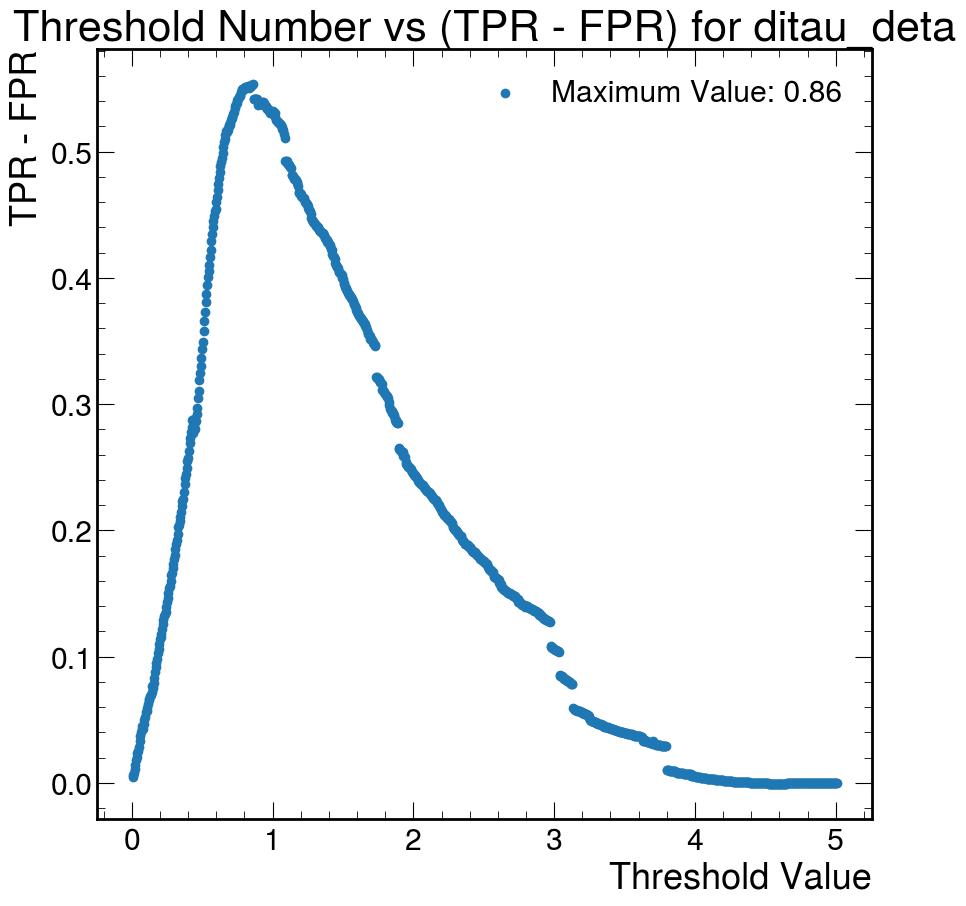 Threshold Number vs (TPR - FPR) for ditau_deta
Maximum Value: 0.86
TPR - FPR
0.5
0.4
0.3
0.2
0.1
0.0
0 1 2 3 4 5
Threshold Value